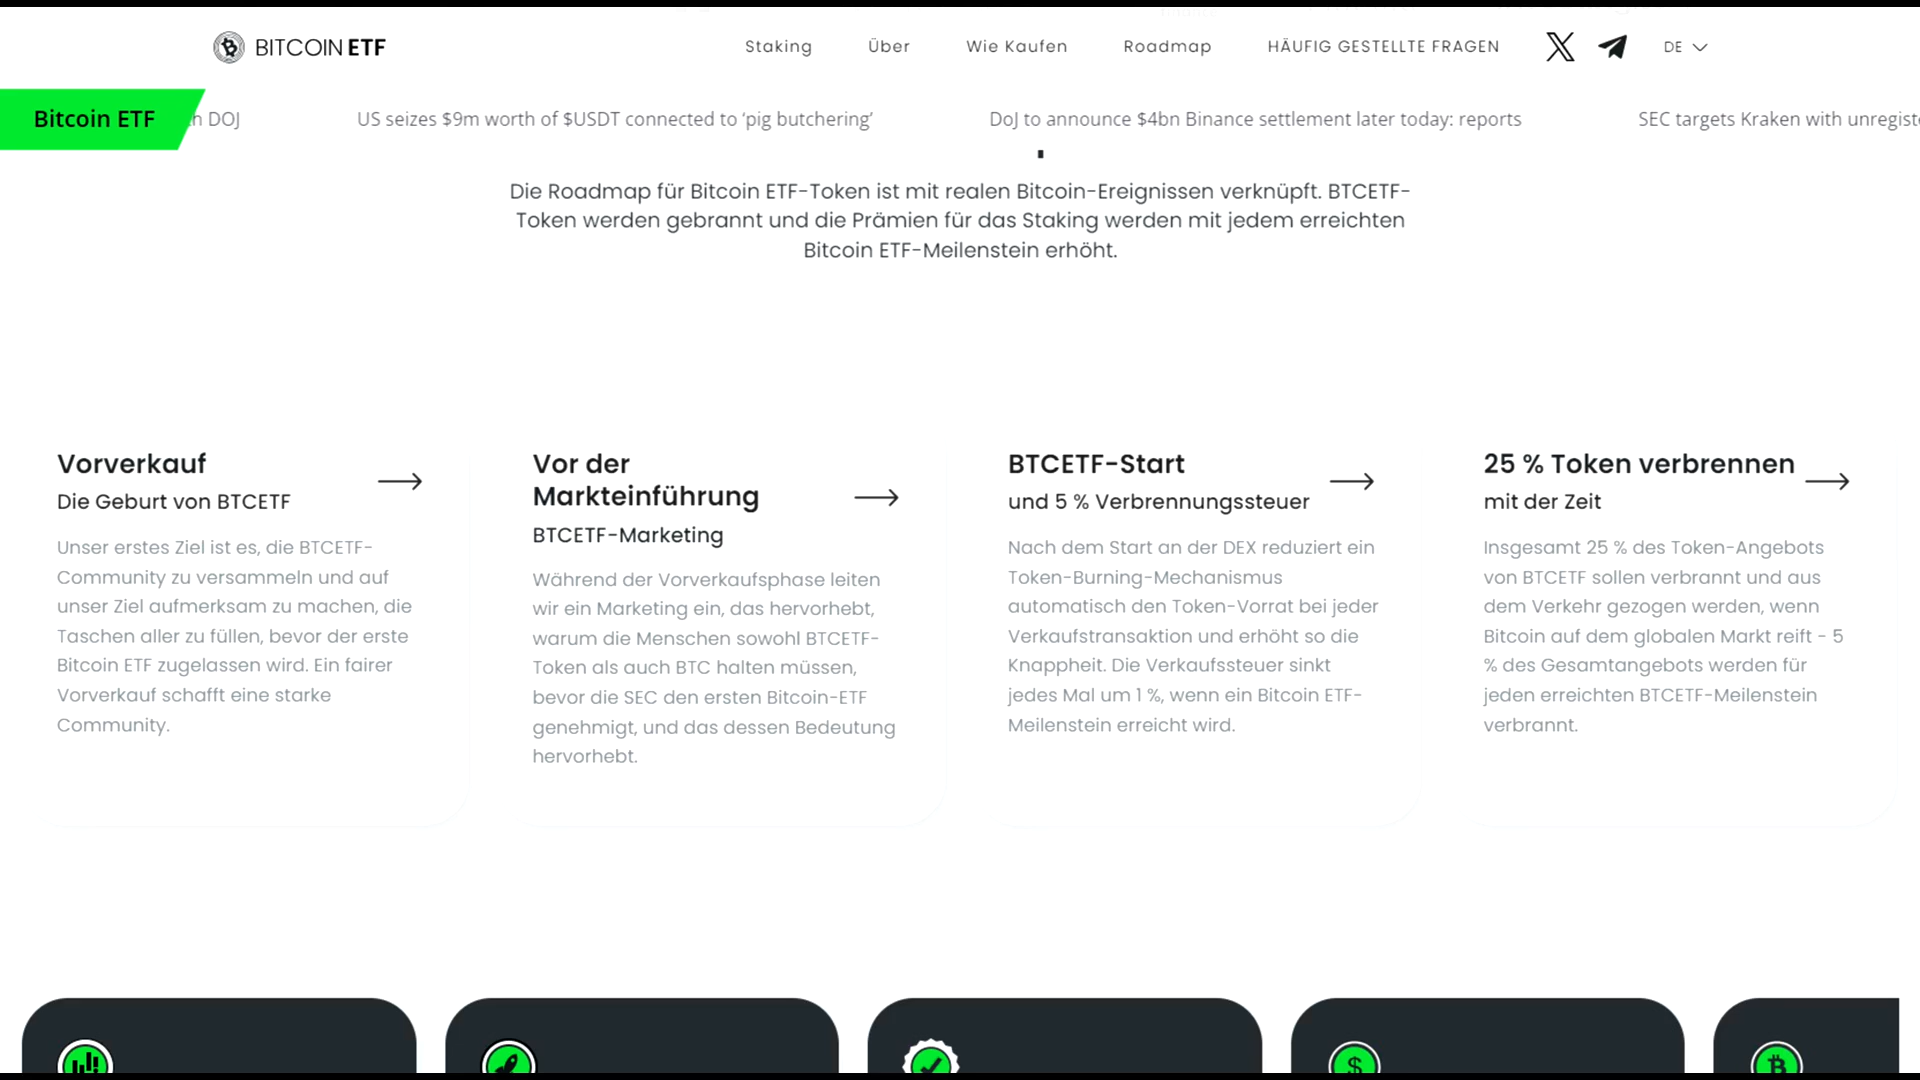 BITCOIN ETF
Staking
Über
Wie Kaufen
Roadmap
HÄUFIG GESTELLTE FRAGEN
DE
Bitcoin ETF
DOJ
US seizes $9m worth of $USDT connected to ‘pig butchering’
DoJ to announce $4bn Binance settlement later today: reports
SEC targets Kraken with
Die Roadmap für Bitcoin ETF-Token ist mit realen Bitcoin-Ereignissen verknüpft. BTCETF-
Token werden gebrannt und die Prämien für das Staking werden mit jedem erreichten
Bitcoin ETF-Meilenstein erhöht.
Vorverkauf
Die Geburt von BTCETF
Unser erstes Ziel ist es, die BTCETF-
Community zu versammeln und auf
unser Ziel aufmerksam zu machen, die
Taschen aller zu füllen, bevor der erste
Bitcoin ETF zugelassen wird. Ein fairer
Vorverkauf schafft eine starke
Community.
Vor der
Markteinführung
BTCETF-Marketing
Während der Vorverkaufsphase leiten
wir ein Marketing ein, das hervorhebt,
warum die Menschen sowohl BTCETF-
Token als auch BTC halten müssen,
bevor die SEC den ersten Bitcoin-ETF
genehmigt, und das dessen Bedeutung
hervorhebt.
BTCETF-Start
und 5 % Verbrennungssteuer
Nach dem Start an der DEX reduziert ein
Token-Burning-Mechanismus
automatisch den Token-Vorrat bei jeder
Verkaufstransaktion und erhöht so die
Knappheit. Die Verkaufssteuer sinkt
jedes Mal um 1 %, wenn ein Bitcoin ETF-
Meilenstein erreicht wird.
25 % Token verbrennen
mit der Zeit
Insgesamt 25 % des Token-Angebots
von BTCETF sollen verbrannt und aus
dem Verkehr gezogen werden, wenn
Bitcoin auf dem globalen Markt reift - 5
% des Gesamtangebots werden für
jeden erreichten BTCETF-Meilenstein
verbrannt.